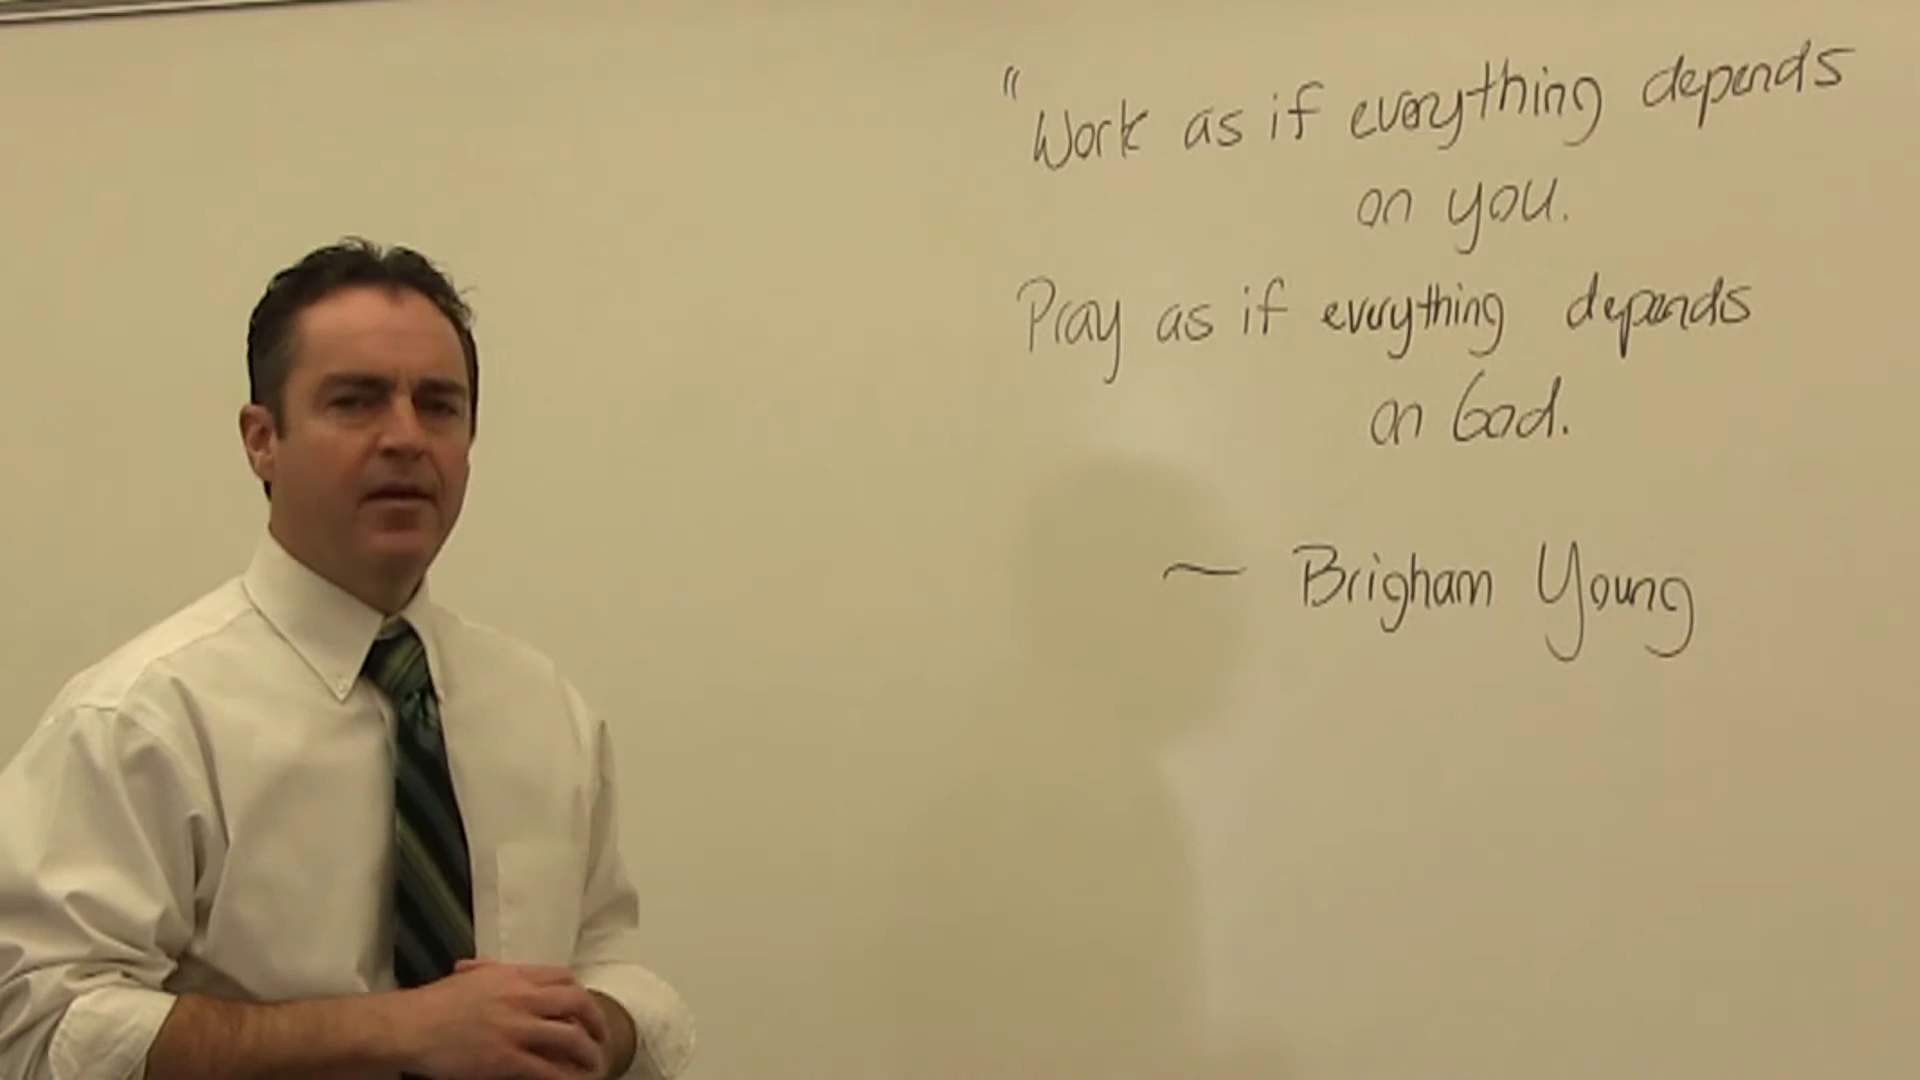 "Work as if everything depends
on you.
Pray as if everything depends
on God.
~ Brigham Young